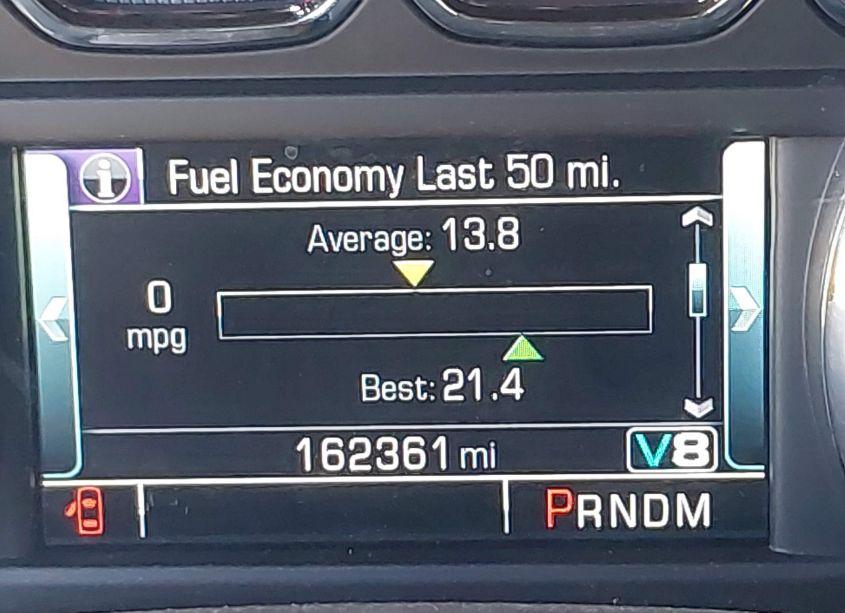 Fuel Economy Last 50 mi.
Average: 13.8
0
mpg
Best: 21.4
162361 mi
V8
PRNDM